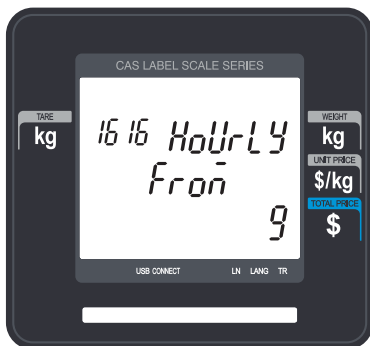 CAS LABEL SCALE SERIES
TARE
kg
1616 HoUrLY
From
9
WEIGHT
kg
UNIT PRICE
$/kg
TOTAL PRICE
$
USB CONNECT LN LANG TR